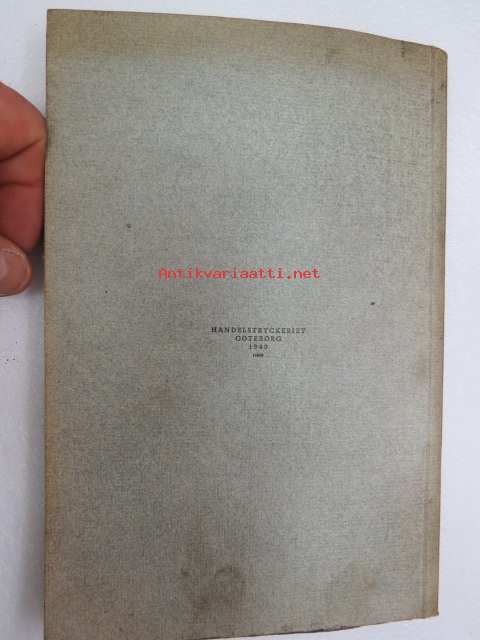 Antikvariaatti.net
HANDELSTRYCKERIET
GÖTEBORG
1940